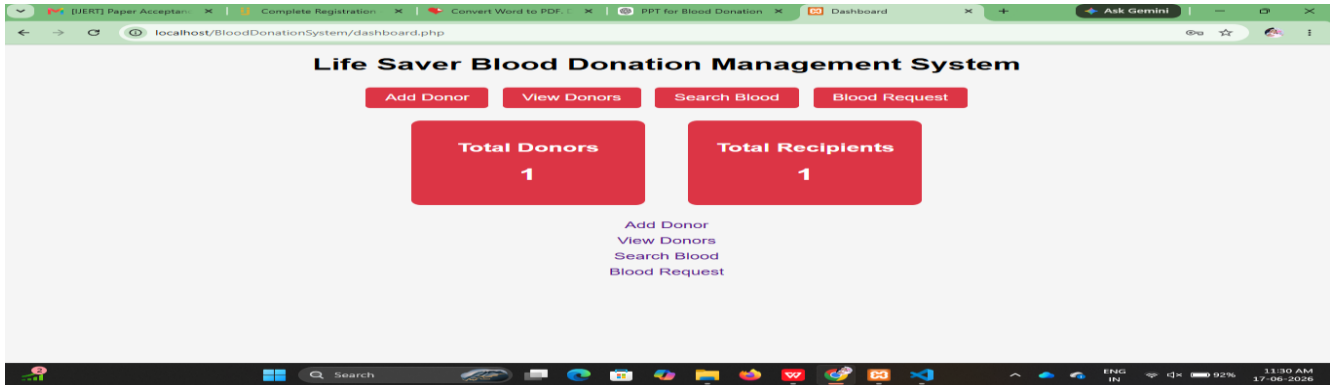 [IJERT] Paper Acceptan
Complete Registration
Convert Word to PDF.
PPT for Blood Donation
Dashboard
Ask Gemini
localhost/BloodDonationSystem/dashboard.php
Life Saver Blood Donation Management System
Add Donor View Donors Search Blood Blood Request
Total Donors Total Recipients
1 1
Add Donor
View Donors
Search Blood
Blood Request
2
Search
ENG
IN
92%
11:30 AM
17-06-2026